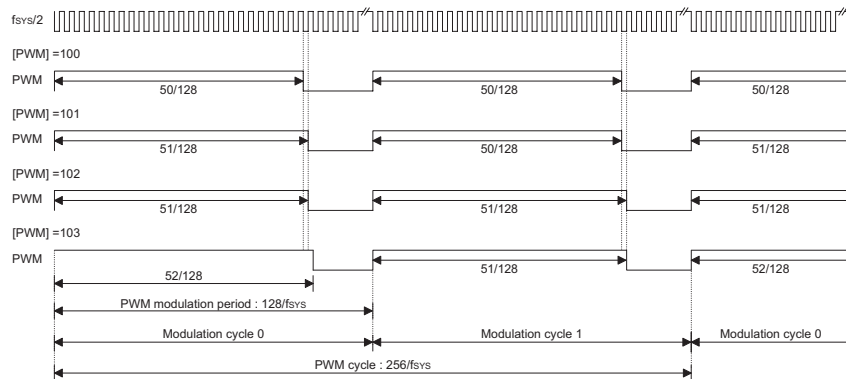 fSYS/2
[PWM] =100
PWM
50/128 50/128 50/128
[PWM] =101
PWM
51/128 50/128 51/128
[PWM] =102
PWM
51/128 51/128 51/128
[PWM] =103
PWM
52/128 51/128 52/128
PWM modulation period : 128/fSYS
Modulation cycle 0 Modulation cycle 1 Modulation cycle 0
PWM cycle : 256/fSYS